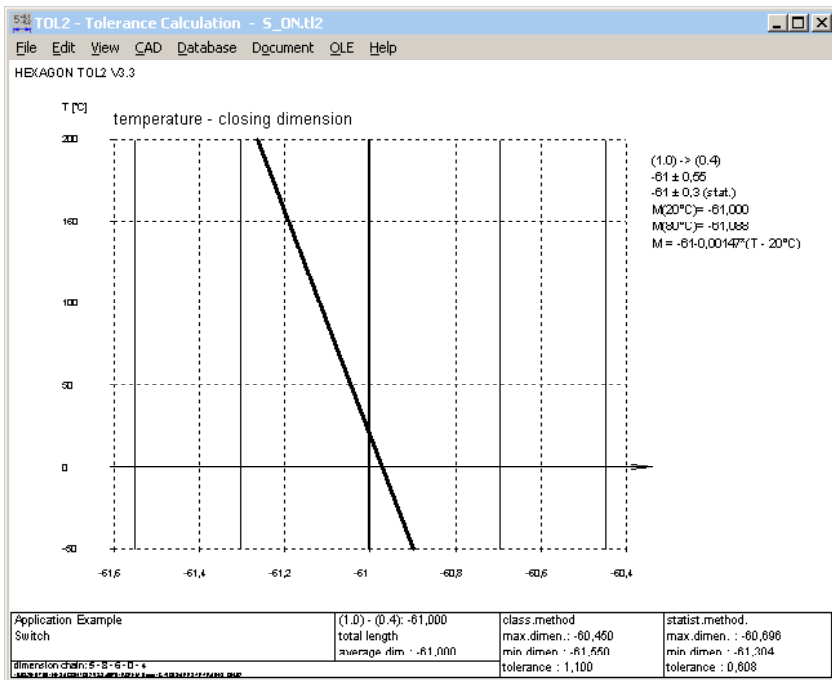 TOL2 - Tolerance Calculation - S_ON.tl2
File Edit View CAD Database Document OLE Help
HEXAGON TOL2 V3.3
T [°C]
temperature - closing dimension
200
150
100
50
0
-50
-61,6 -61,4 -61,2 -61 -60,8 -60,6 -60,4
(1.0) -> (0.4)
-61 ± 0,55
-61 ± 0,3 (stat.)
M(20°C)= -61,000
M(80°C)= -61,088
M = -61-0,00147*(T - 20°C)
Application Example
Switch
dimension chain: 5 - 8 - 6 - 0 - 4
(1.0) - (0.4): -61,000
total length
average dim : -61,000
class.method
max.dimen.: -60,450
min dimen : -61,550
tolerance : 1,100
statist.method.
max.dimen. : -60,696
min dimen : -61,304
tolerance : 0,608